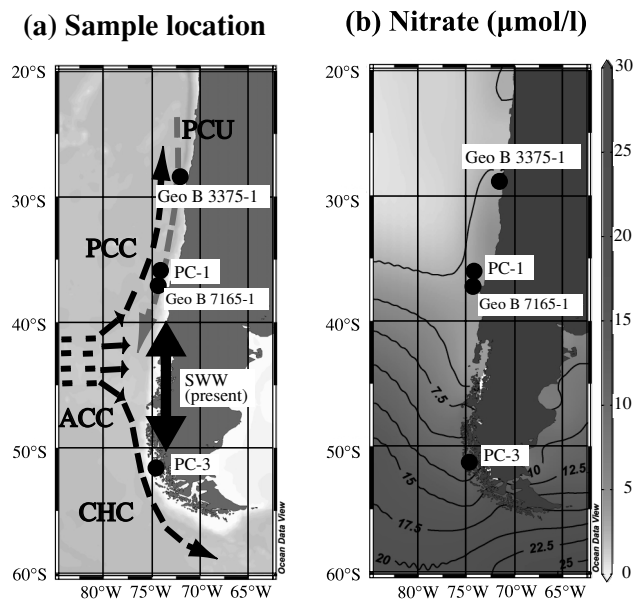 (a) Sample location
20°S
30°S
40°S
50°S
60°S
80°W
75°W
70°W
65°W
PCU
Geo B 3375-1
PCC
PC-1
Geo B 7165-1
SWW
(present)
ACC
PC-3
CHC
Ocean Data View
(b) Nitrate (μmol/l)
20°S
30°S
40°S
50°S
60°S
80°W
75°W
70°W
65°W
Geo B 3375-1
PC-1
Geo B 7165-1
7.5
PC-3
10
12.5
15
17.5
20
22.5
25
Ocean Data View
30
25
20
15
10
5
0